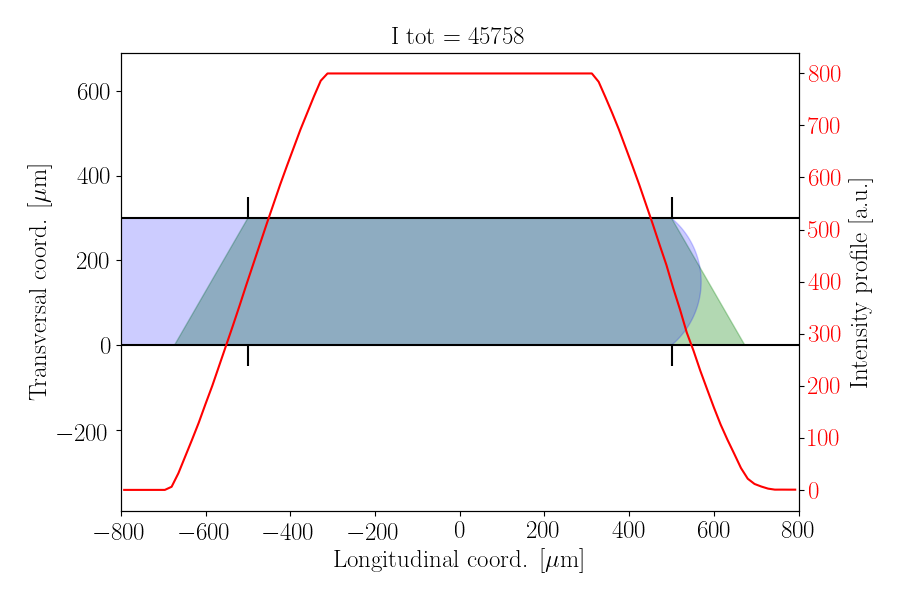 I tot = 45758
600
400
200
0
−200
Transversal coord. [μm]
800
700
600
500
400
300
200
100
0
Intensity profile [a.u.]
−800 −600 −400 −200 0 200 400 600 800
Longitudinal coord. [μm]